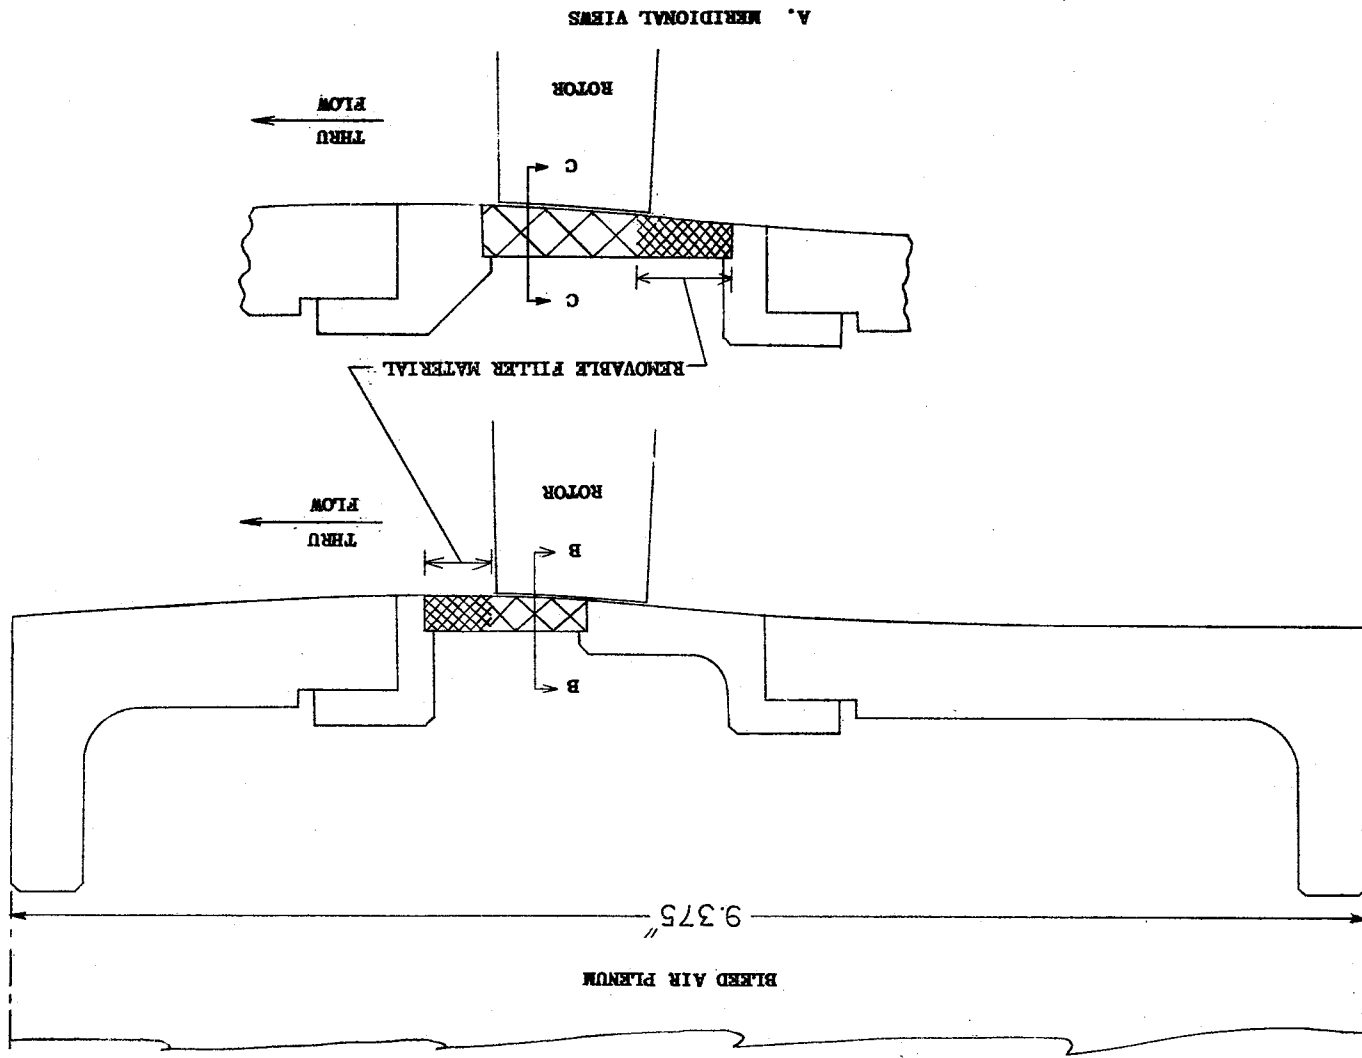 BLEED AIR PLENUM
9.375"
B
B
THRU
FLOW
ROTOR
REMOVABLE FILLER MATERIAL
C
C
THRU
FLOW
ROTOR
A. MERIDIONAL VIEWS